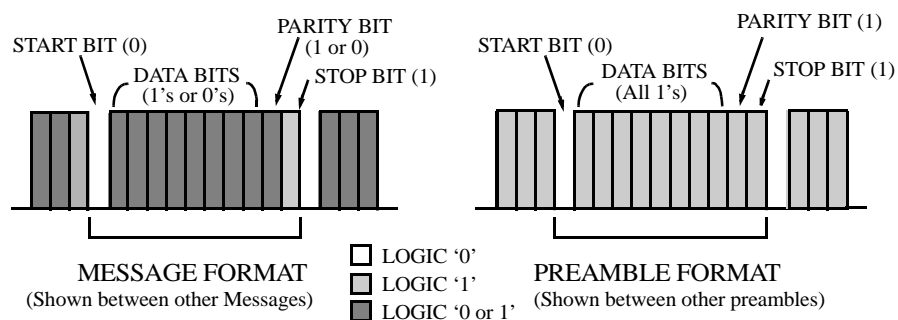 START BIT (0)
PARITY BIT
(1 or 0)
DATA BITS
(1's or 0's)
STOP BIT (1)
MESSAGE FORMAT
(Shown between other Messages)
LOGIC ‘0’
LOGIC ‘1’
LOGIC ‘0 or 1’
START BIT (0)
PARITY BIT (1)
DATA BITS
(All 1's)
STOP BIT (1)
PREAMBLE FORMAT
(Shown between other preambles)